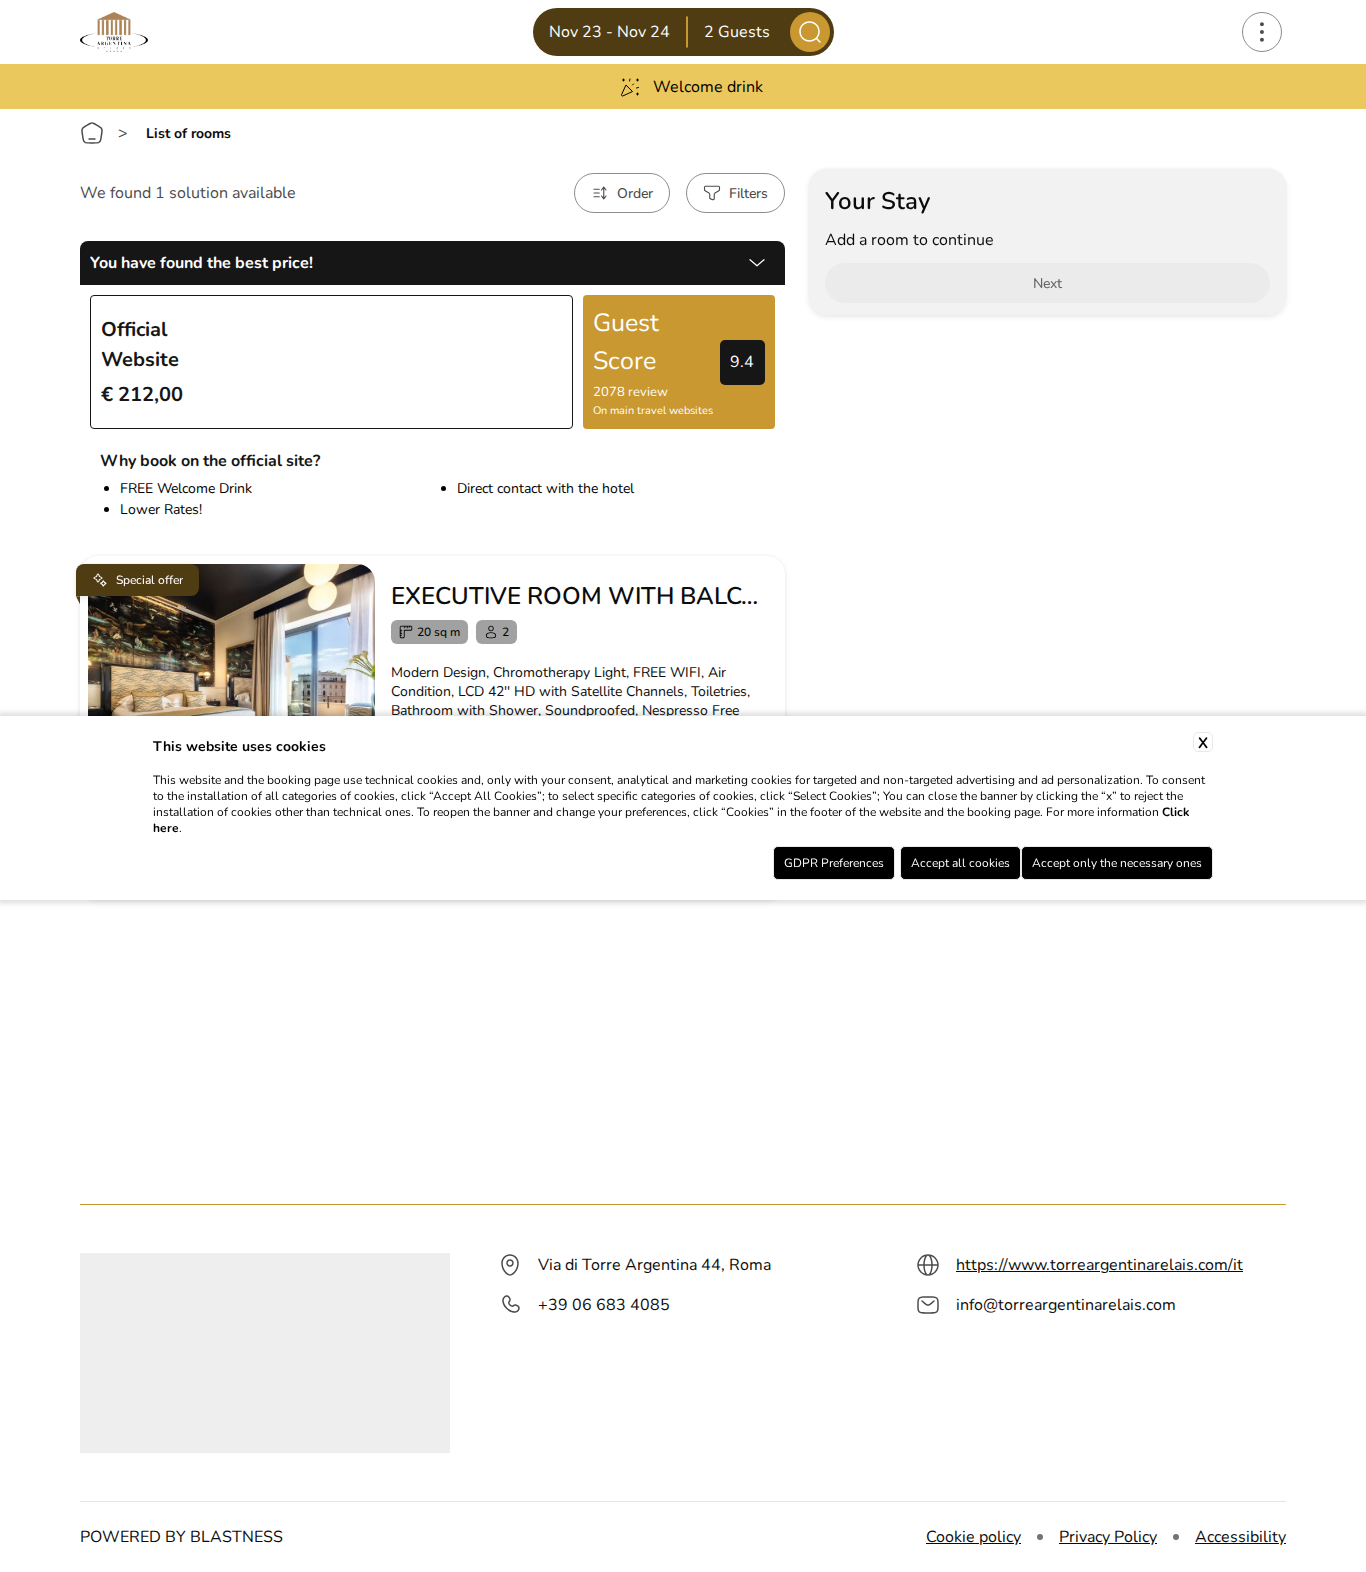 TORRE
ARGENTINA
Nov 23 - Nov 24
2 Guests
Welcome drink
>
List of rooms
We found 1 solution available
Order
Filters
Your Stay
Add a room to continue
Next
You have found the best price!
Official
Website
€ 212,00
Guest
Score
9.4
2078 review
On main travel websites
Why book on the official site?
FREE Welcome Drink
Direct contact with the hotel
Lower Rates!
Special offer
EXECUTIVE ROOM WITH BALC...
20 sq m
2
Modern Design, Chromotherapy Light, FREE WIFI, Air
Condition, LCD 42" HD with Satellite Channels, Toiletries,
Bathroom with Shower, Soundproofed, Nespresso Free
This website uses cookies
X
This website and the booking page use technical cookies and, only with your consent, analytical and marketing cookies for targeted and non-targeted advertising and ad personalization. To consent
to the installation of all categories of cookies, click “Accept All Cookies”; to select specific categories of cookies, click “Select Cookies”; You can close the banner by clicking the “x” to reject the
installation of cookies other than technical ones. To reopen the banner and change your preferences, click “Cookies” in the footer of the website and the booking page. For more information Click
here.
GDPR Preferences
Accept all cookies
Accept only the necessary ones
Via di Torre Argentina 44, Roma
https://www.torreargentinarelais.com/it
+39 06 683 4085
info@torreargentinarelais.com
POWERED BY BLASTNESS
Cookie policy
Privacy Policy
Accessibility